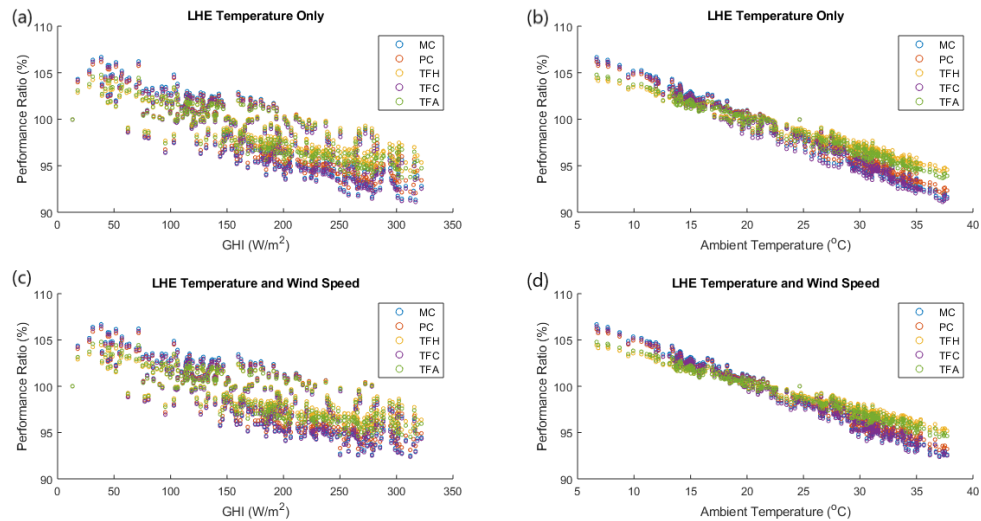 (a)
LHE Temperature Only
110
105
100
95
90
Performance Ratio (%)
0
50
100
150
200
250
300
350
GHI (W/m²)
MC
PC
TFH
TFC
TFA
(b)
LHE Temperature Only
110
105
100
95
90
Performance Ratio (%)
5
10
15
20
25
30
35
40
Ambient Temperature (°C)
MC
PC
TFH
TFC
TFA
(c)
LHE Temperature and Wind Speed
110
105
100
95
90
Performance Ratio (%)
0
50
100
150
200
250
300
350
GHI (W/m²)
MC
PC
TFH
TFC
TFA
(d)
LHE Temperature and Wind Speed
110
105
100
95
90
Performance Ratio (%)
5
10
15
20
25
30
35
40
Ambient Temperature (°C)
MC
PC
TFH
TFC
TFA